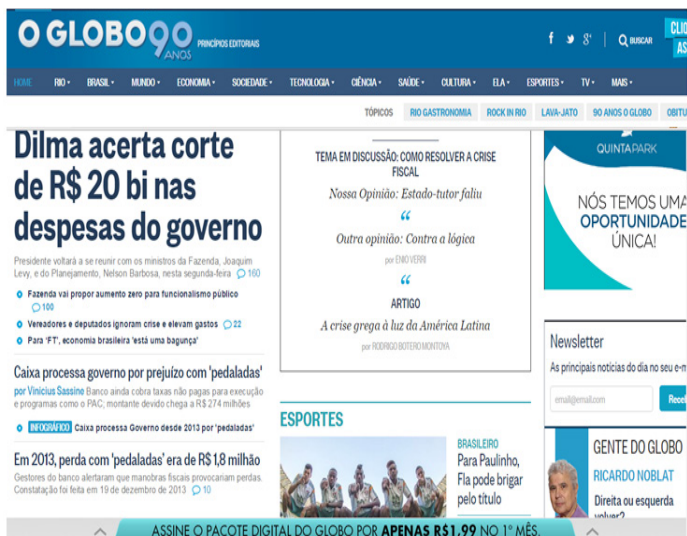 O GLOBO 90
ANOS
PRINCÍPIOS EDITORIAIS
BUSCAR
HOME RIO BRASIL MUNDO ECONOMIA SOCIEDADE TECNOLOGIA CIÊNCIA SAÚDE CULTURA ELA ESPORTES TV MAIS
TÓPICOS RIO GASTRONOMIA ROCK IN RIO LAVA-JATO 90 ANOS O GLOBO OBITU
Dilma acerta corte
de R$ 20 bi nas
despesas do governo
Presidente voltará a se reunir com os ministros da Fazenda, Joaquim
Levy, e do Planejamento, Nelson Barbosa, nesta segunda-feira 160
Fazenda vai propor aumento zero para funcionalismo público
100
Vereadores e deputados ignoram crise e elevam gastos 22
Para 'FT', economia brasileira 'está uma bagunça'
Caixa processa governo por prejuízo com 'pedaladas'
por Vinicius Sassine Banco ainda cobra taxas não pagas para execução
e programas como o PAC; montante devido chega a R$ 274 milhões
INFOGRÁFICO Caixa processa Governo desde 2013 por 'pedaladas'
Em 2013, perda com 'pedaladas' era de R$ 1,8 milhão
Gestores do banco alertaram que manobras fiscais provocariam perdas.
Constatação foi feita em 19 de dezembro de 2013 10
TEMA EM DISCUSSÃO: COMO RESOLVER A CRISE
FISCAL
Nossa Opinião: Estado-tutor faliu
“
Outra opinião: Contra a lógica
por ENIO VERRI
“
ARTIGO
A crise grega à luz da América Latina
por RODRIGO BOTERO MONTOYA
ESPORTES
BRASILEIRO
Para Paulinho,
Fla pode brigar
pelo título
QUINTA PARK
NÓS TEMOS UMA
OPORTUNIDADE
ÚNICA!
Newsletter
As principais notícias do dia no seu e-m
email@email.com Recel
GENTE DO GLOBO
RICARDO NOBLAT
Direita ou esquerda
volver?
ASSINE O PACOTE DIGITAL DO GLOBO POR APENAS R$1,99 NO 1º MÊS.